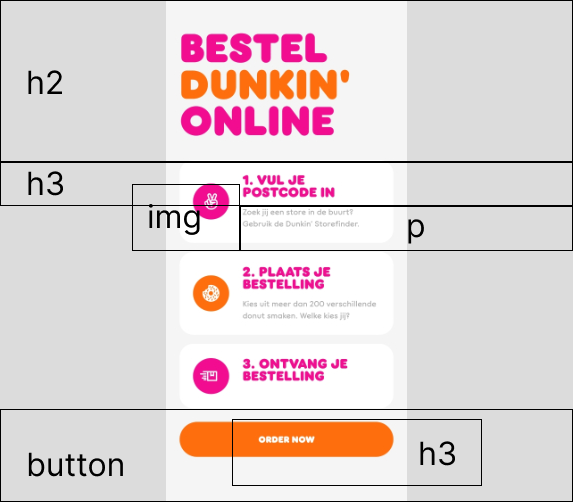 BESTEL
DUNKIN'
ONLINE
h2
h3
1. VUL JE
POSTCODE IN
img
Zoek jij een store in de buurt?
Gebruik de Dunkin' Storefinder.
p
2. PLAATS JE
BESTELLING
Kies uit meer dan 200 verschillende
donut smaken. Welke kies jij?
3. ONTVANG JE
BESTELLING
ORDER NOW
h3
button